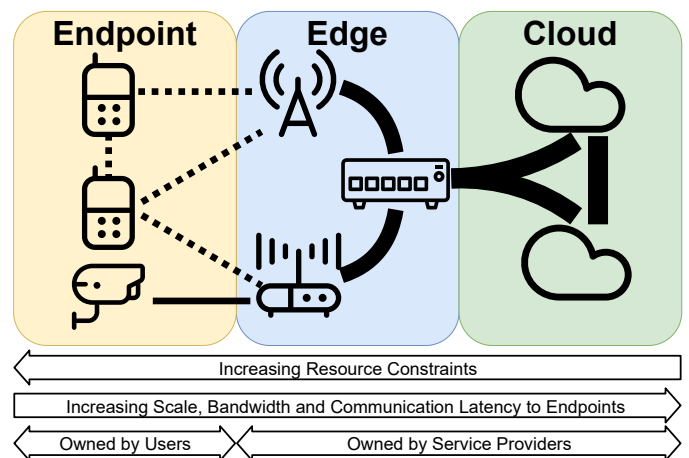 Endpoint
Edge
Cloud
Increasing Resource Constraints
Increasing Scale, Bandwidth and Communication Latency to Endpoints
Owned by Users
Owned by Service Providers